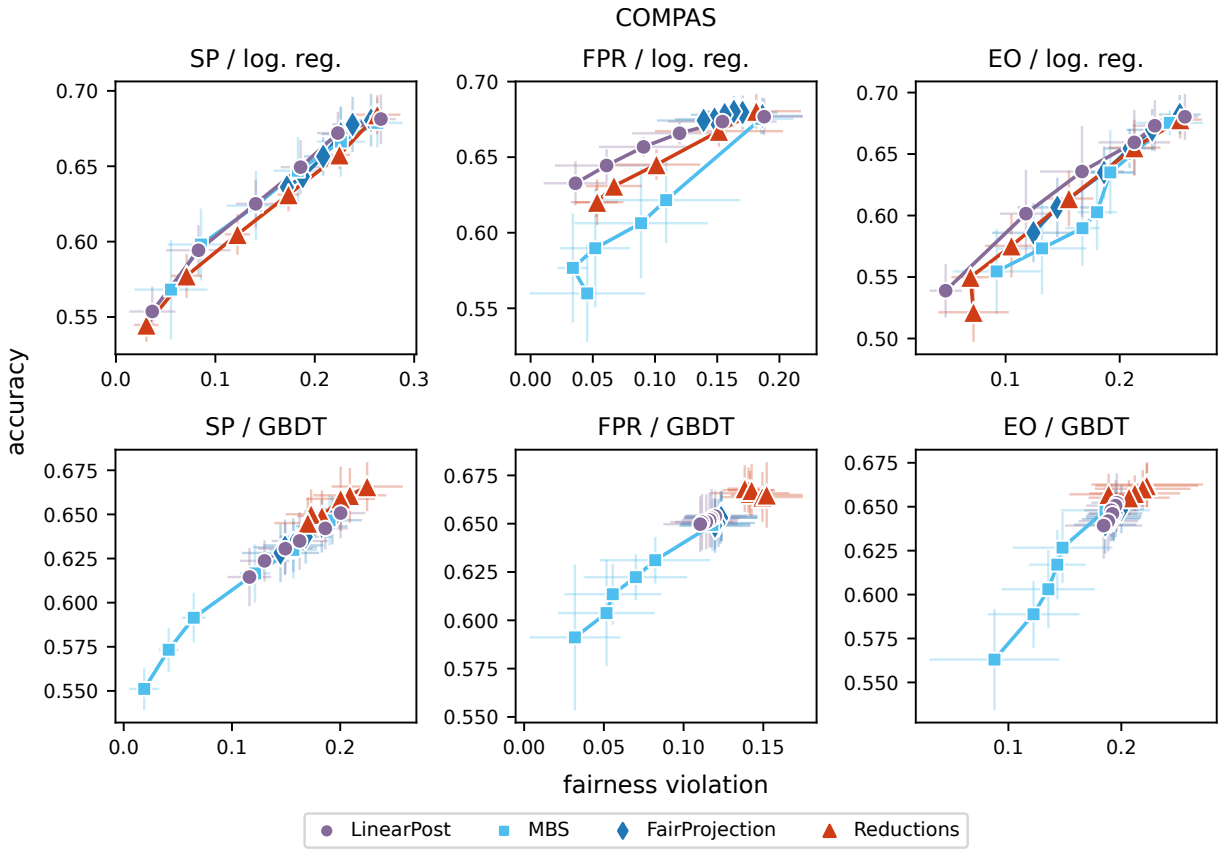 COMPAS
SP / log. reg.
FPR / log. reg.
EO / log. reg.
0.70
0.65
0.60
0.55
0.0 0.1 0.2 0.3
0.70
0.65
0.60
0.55
0.00 0.05 0.10 0.15 0.20
0.70
0.65
0.60
0.55
0.50
0.1 0.2
accuracy
SP / GBDT
FPR / GBDT
EO / GBDT
0.675
0.650
0.625
0.600
0.575
0.550
0.0 0.1 0.2
0.675
0.650
0.625
0.600
0.575
0.550
0.00 0.05 0.10 0.15
0.675
0.650
0.625
0.600
0.575
0.550
0.1 0.2
fairness violation
LinearPost MBS FairProjection Reductions